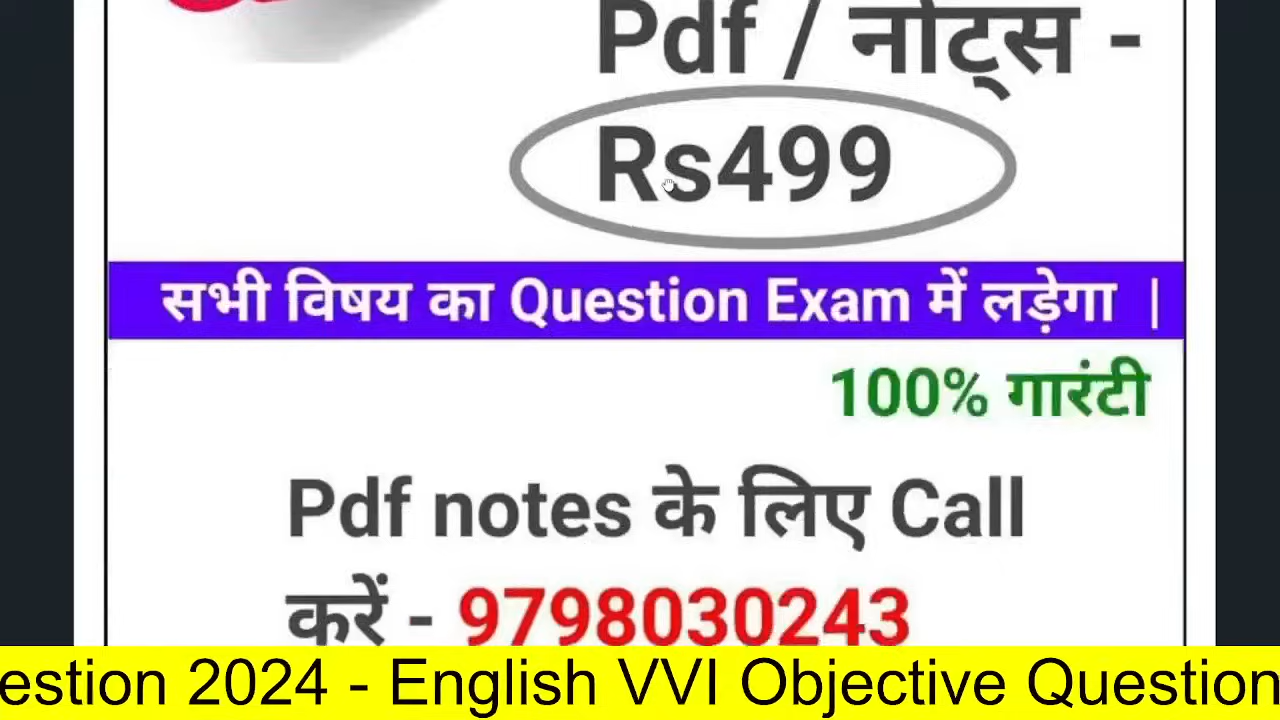 Pdf / नोट्स -
Rs499
सभी विषय का Question Exam में लड़ेगा |
100% गारंटी
Pdf notes के लिए Call
करें - 9798030243
estion 2024 - English VVI Objective Question